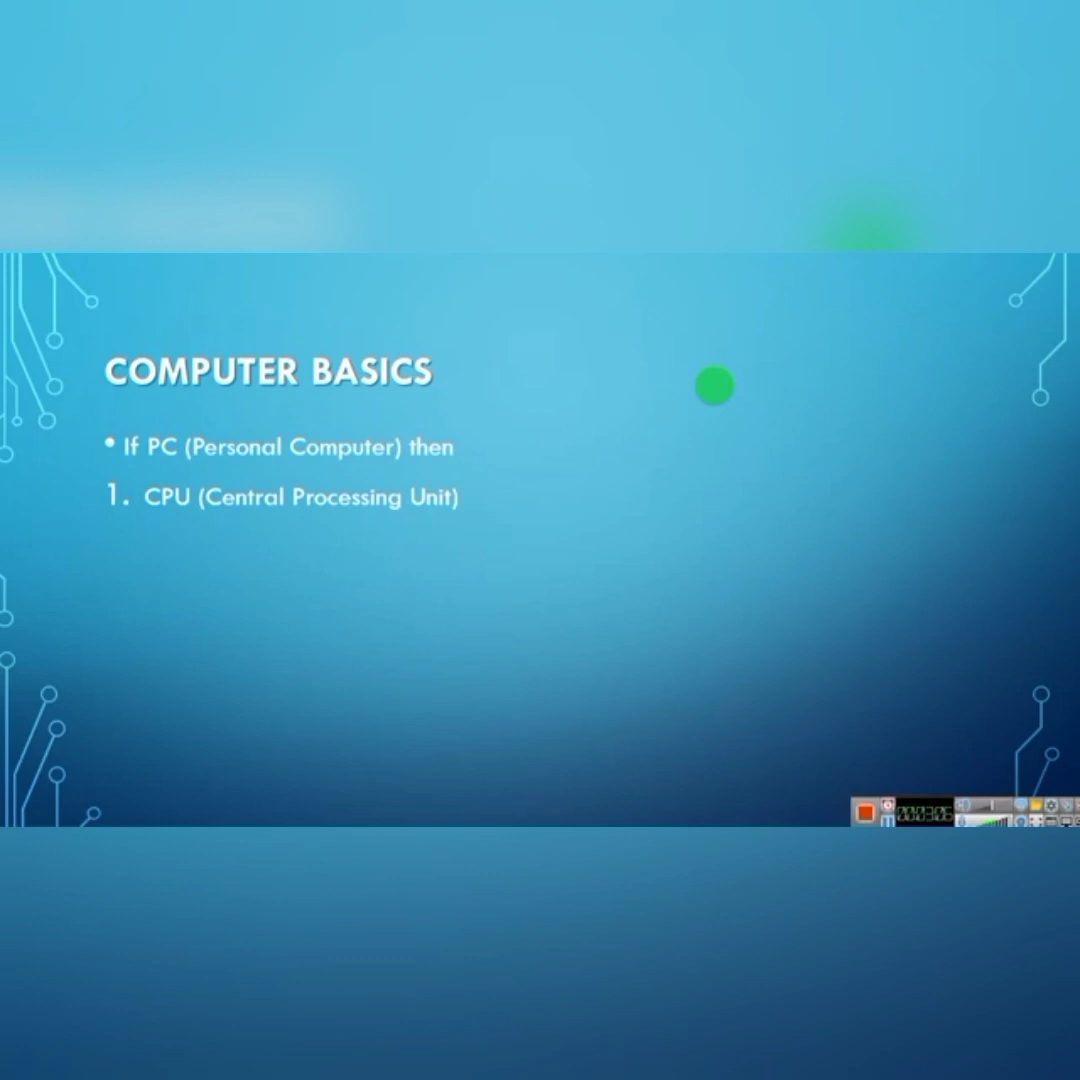 COMPUTER BASICS
• If PC (Personal Computer) then
1. CPU (Central Processing Unit)